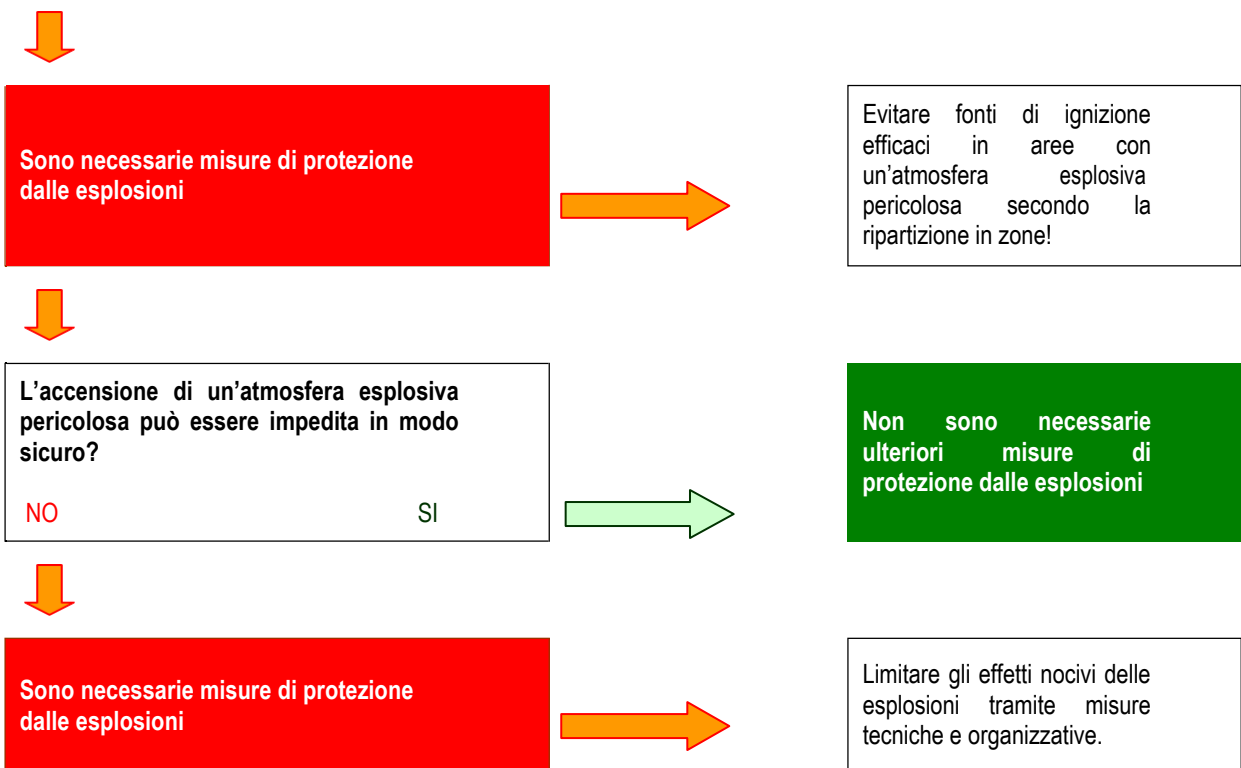 Sono necessarie misure di protezione
dalle esplosioni
Evitare fonti di ignizione
efficaci in aree con
un'atmosfera esplosiva
pericolosa secondo la
ripartizione in zone!
L'accensione di un'atmosfera esplosiva
pericolosa può essere impedita in modo
sicuro?
NO SI
Non sono necessarie
ulteriori misure di
protezione dalle esplosioni
Sono necessarie misure di protezione
dalle esplosioni
Limitare gli effetti nocivi delle
esplosioni tramite misure
tecniche e organizzative.